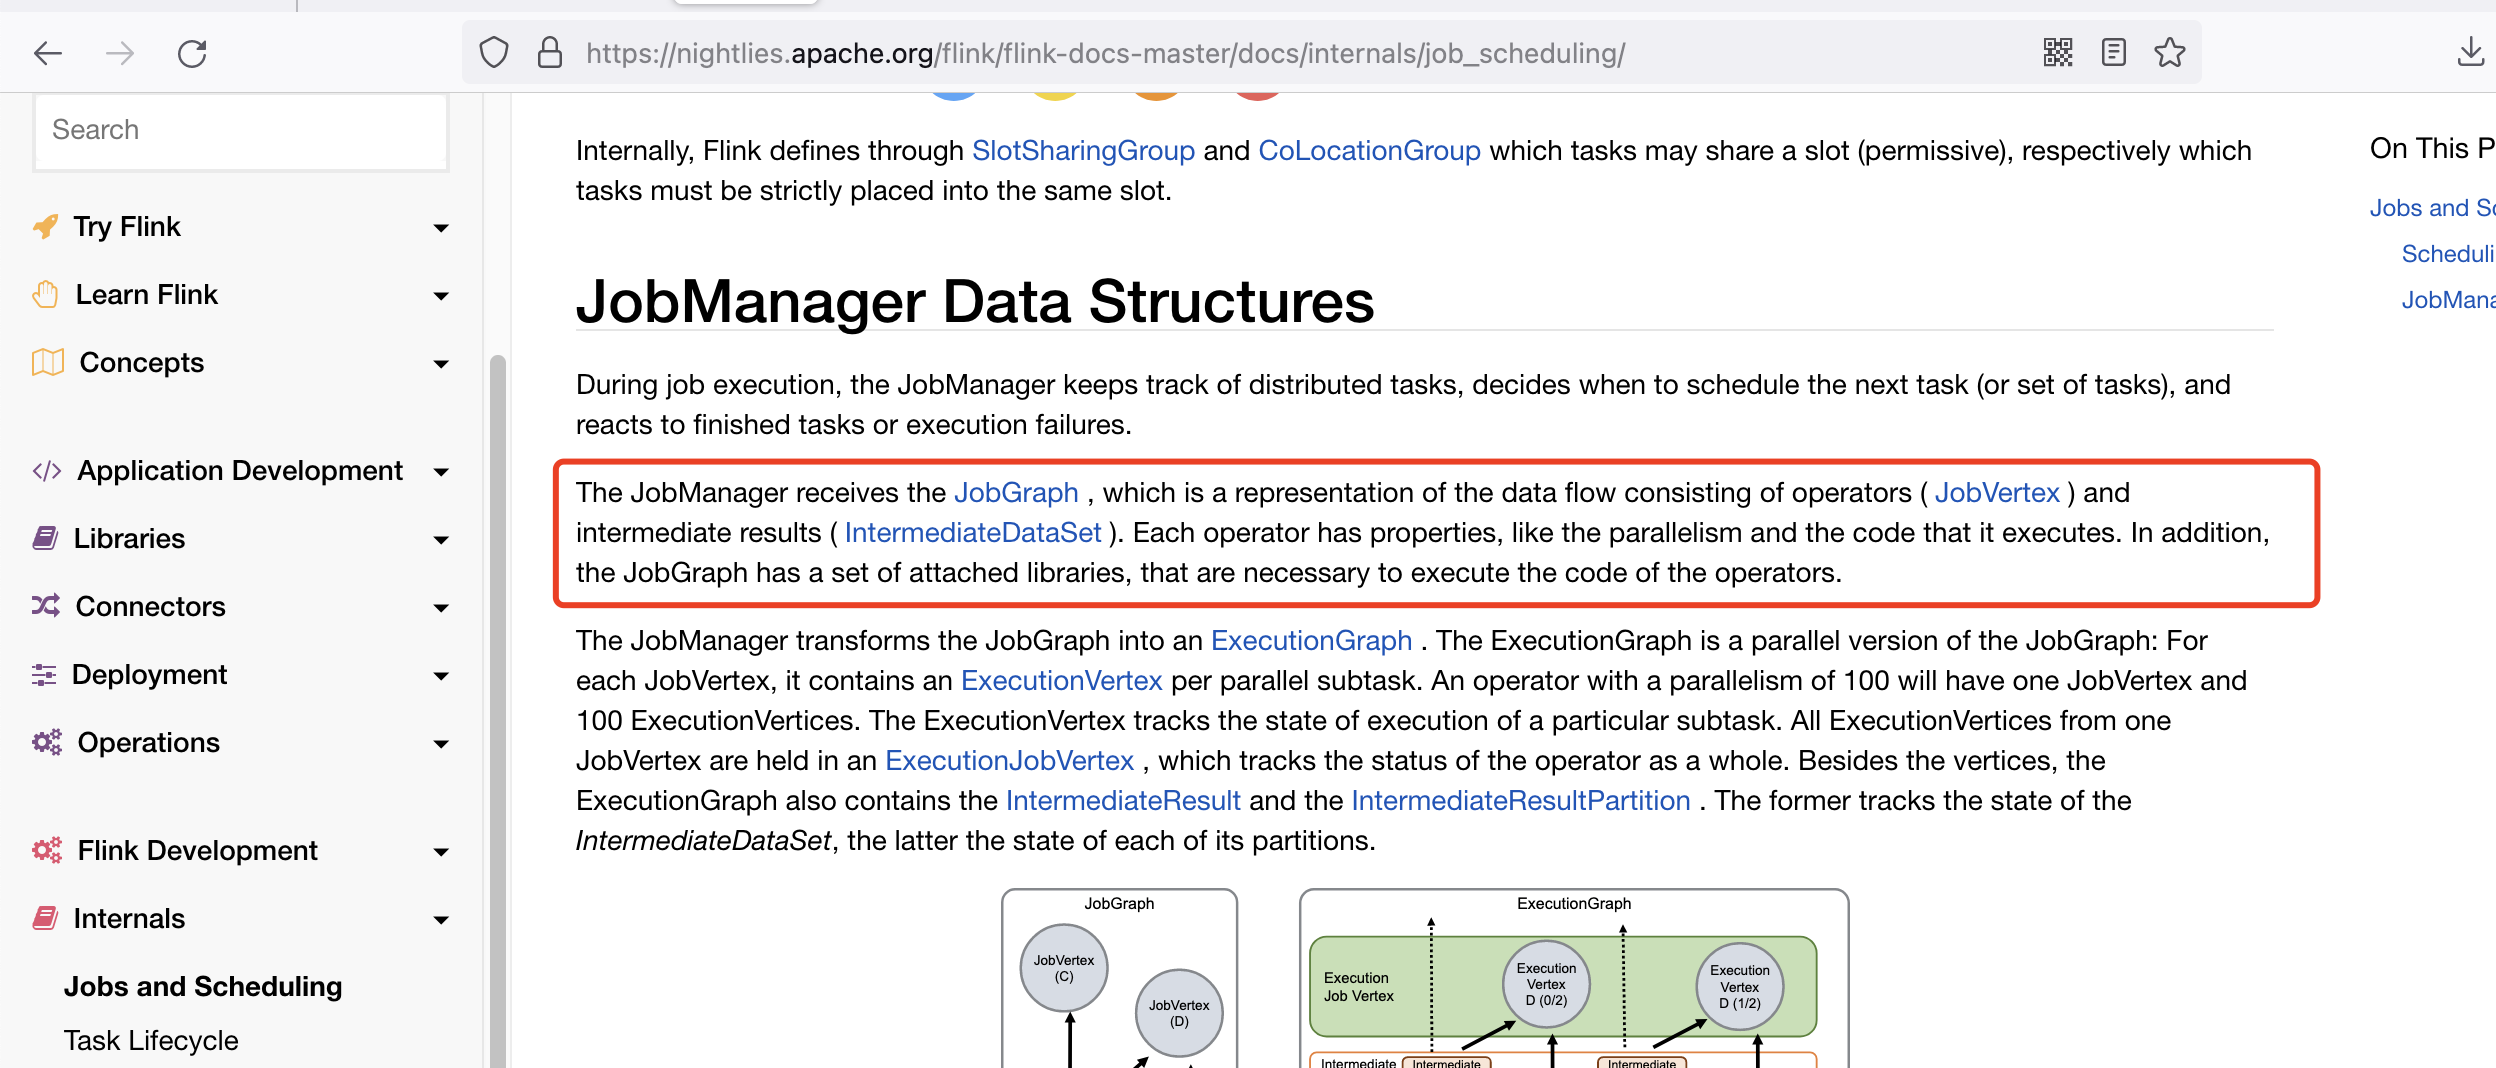 https://nightlies.apache.org/flink/flink-docs-master/docs/internals/job_scheduling/
Search
Try Flink
Learn Flink
Concepts
Application Development
Libraries
Connectors
Deployment
Operations
Flink Development
Internals
Jobs and Scheduling
Task Lifecycle
Internally, Flink defines through SlotSharingGroup and CoLocationGroup which tasks may share a slot (permissive), respectively which
tasks must be strictly placed into the same slot.
JobManager Data Structures
During job execution, the JobManager keeps track of distributed tasks, decides when to schedule the next task (or set of tasks), and
reacts to finished tasks or execution failures.
The JobManager receives the JobGraph , which is a representation of the data flow consisting of operators ( JobVertex ) and
intermediate results ( IntermediateDataSet ). Each operator has properties, like the parallelism and the code that it executes. In addition,
the JobGraph has a set of attached libraries, that are necessary to execute the code of the operators.
The JobManager transforms the JobGraph into an ExecutionGraph . The ExecutionGraph is a parallel version of the JobGraph: For
each JobVertex, it contains an ExecutionVertex per parallel subtask. An operator with a parallelism of 100 will have one JobVertex and
100 ExecutionVertices. The ExecutionVertex tracks the state of execution of a particular subtask. All ExecutionVertices from one
JobVertex are held in an ExecutionJobVertex , which tracks the status of the operator as a whole. Besides the vertices, the
ExecutionGraph also contains the IntermediateResult and the IntermediateResultPartition . The former tracks the state of the
IntermediateDataSet, the latter the state of each of its partitions.
JobGraph
JobVertex
(C)
JobVertex
(D)
ExecutionGraph
Execution
Job Vertex
Execution
Vertex
D (0/2)
Execution
Vertex
D (1/2)
Intermediate
Intermediate
Intermediate
On This P
Jobs and Sc
Scheduli
JobMana